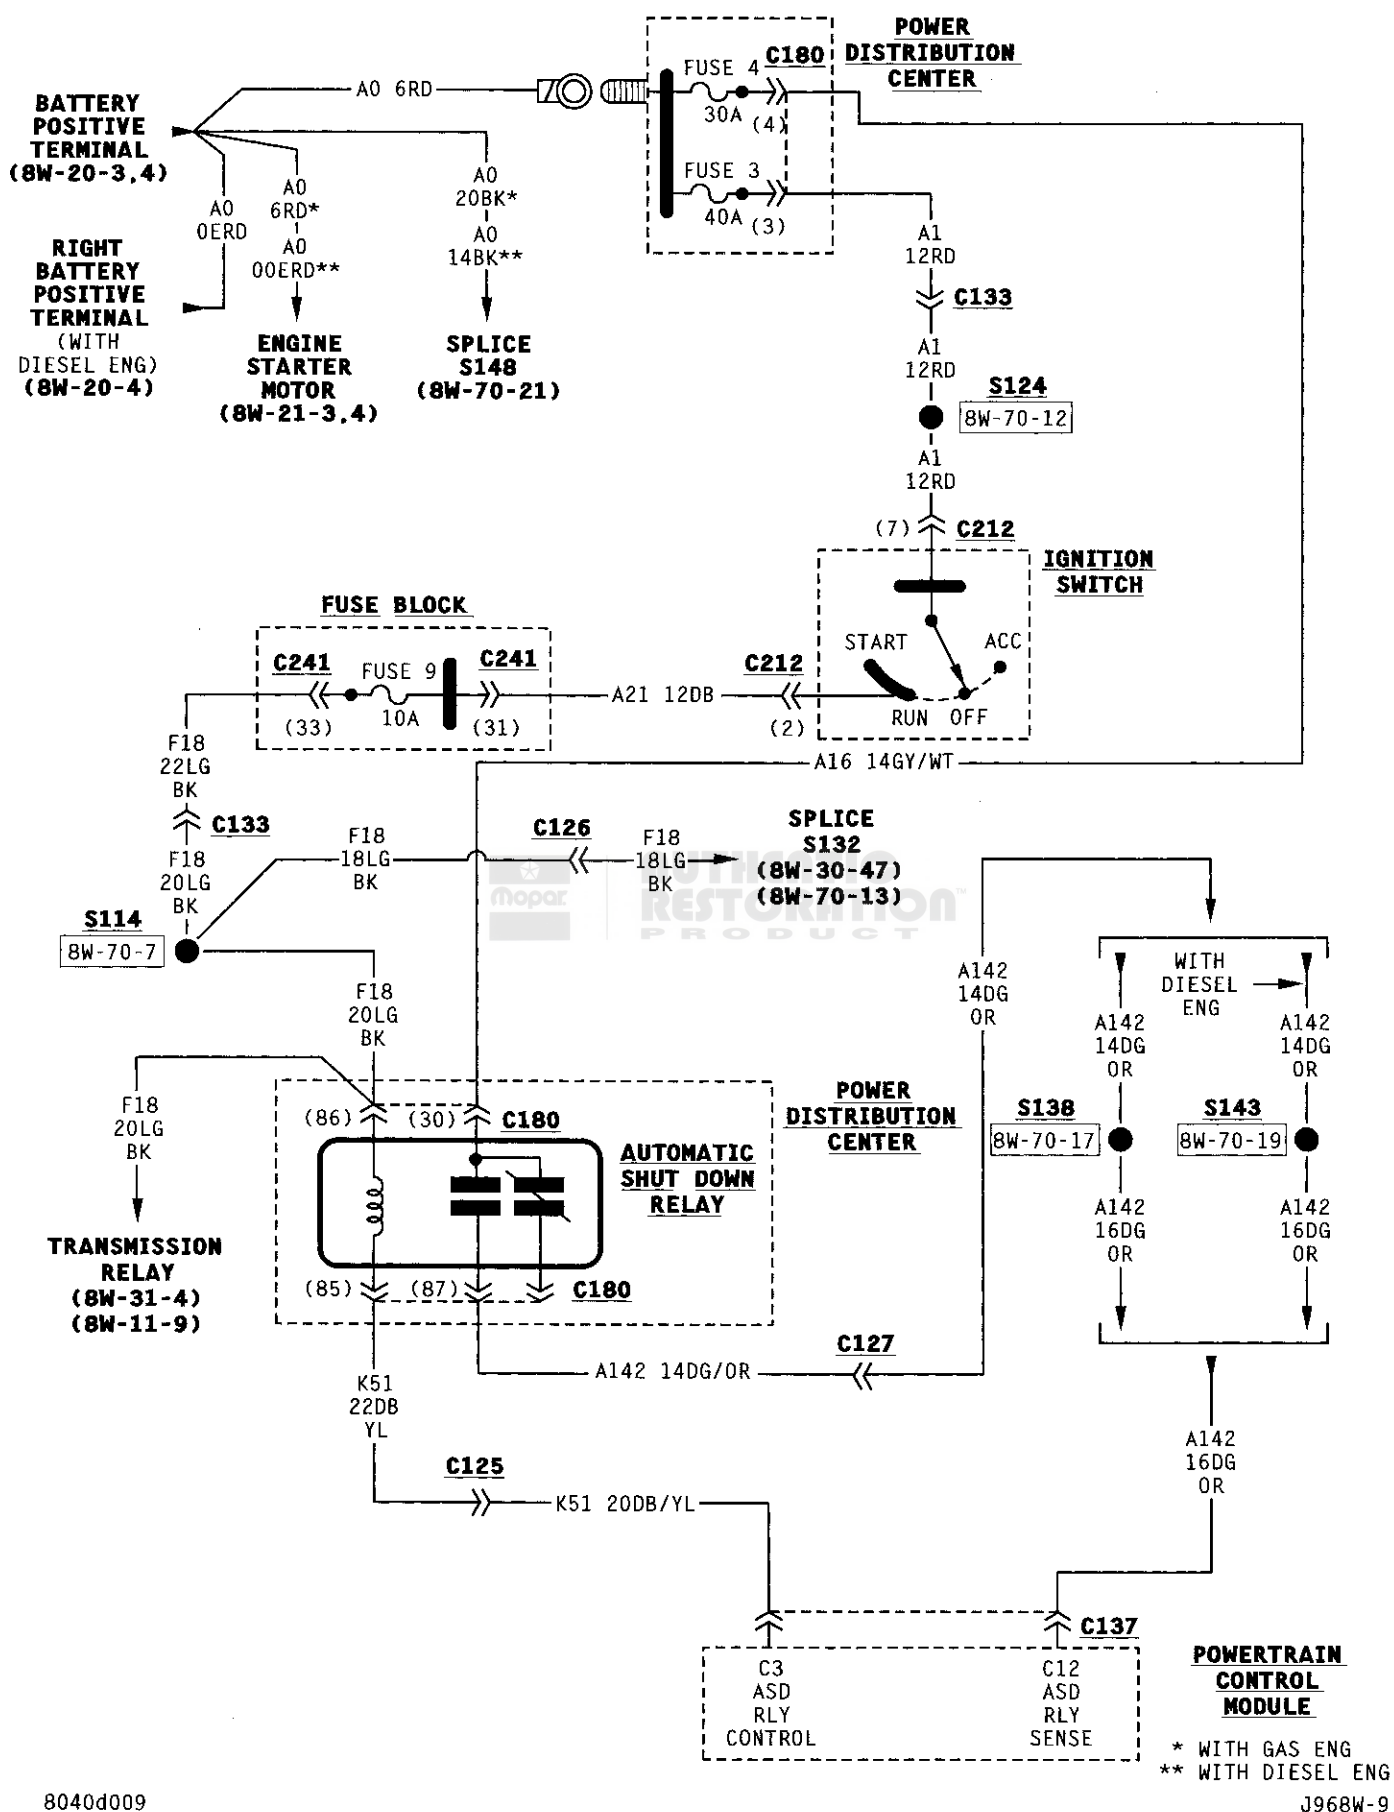 POWER
DISTRIBUTION
CENTER
C180
FUSE 4
30A
(4)
FUSE 3
40A
(3)
A0 6RD
BATTERY
POSITIVE
TERMINAL
(8W-20-3,4)
A0
0ERD
A0
6RD*
A0
00ERD**
A0
20BK*
A0
14BK**
RIGHT
BATTERY
POSITIVE
TERMINAL
(WITH
DIESEL ENG)
(8W-20-4)
ENGINE
STARTER
MOTOR
(8W-21-3,4)
SPLICE
S148
(8W-70-21)
A1
12RD
C133
A1
12RD
S124
8W-70-12
A1
12RD
(7)
C212
IGNITION
SWITCH
START
ACC
RUN
OFF
FUSE BLOCK
C241
FUSE 9
C241
10A
(33)
(31)
A21 12DB
C212
(2)
A16 14GY/WT
F18
22LG
BK
C133
F18
20LG
BK
S114
8W-70-7
F18
18LG
BK
C126
F18
18LG
BK
SPLICE
S132
(8W-30-47)
(8W-70-13)
Mopar
AUTHENTIC
RESTORATION™
PRODUCT
F18
20LG
BK
F18
20LG
BK
TRANSMISSION
RELAY
(8W-31-4)
(8W-11-9)
(86)
(30)
C180
POWER
DISTRIBUTION
CENTER
AUTOMATIC
SHUT DOWN
RELAY
(85)
(87)
C180
A142
14DG
OR
WITH
DIESEL
ENG
A142
14DG
OR
A142
14DG
OR
S138
8W-70-17
S143
8W-70-19
A142
16DG
OR
A142
16DG
OR
C127
A142 14DG/OR
K51
22DB
YL
C125
K51 20DB/YL
A142
16DG
OR
C137
C3
ASD
RLY
CONTROL
C12
ASD
RLY
SENSE
POWERTRAIN
CONTROL
MODULE
* WITH GAS ENG
** WITH DIESEL ENG
8040d009
J968W-9